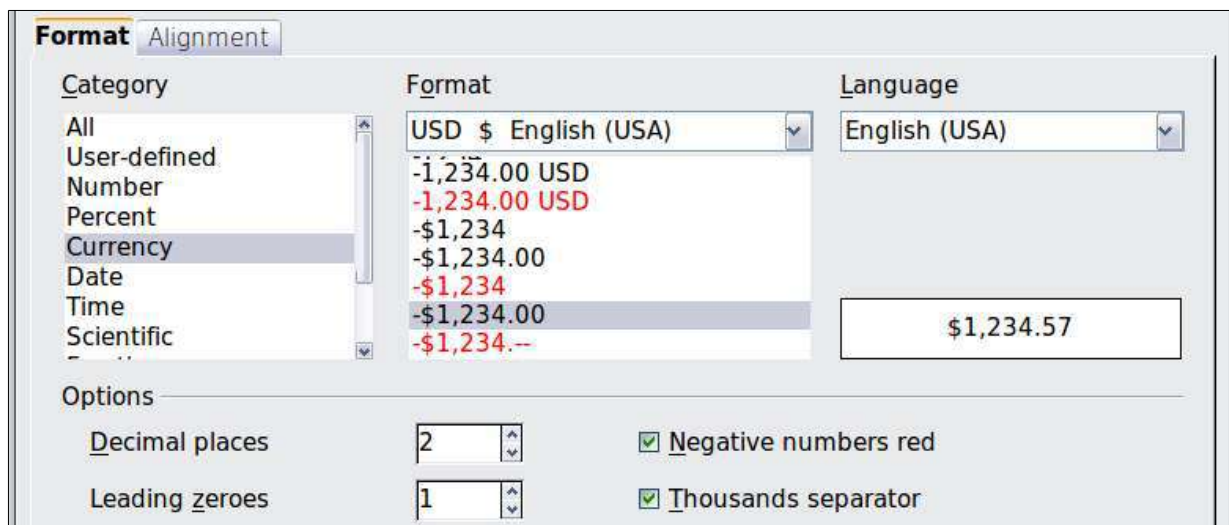 Format Alignment
Category
All
User-defined
Number
Percent
Currency
Date
Time
Scientific
Format
USD $ English (USA)
-1,234.00 USD
-1,234.00 USD
-$1,234
-$1,234.00
-$1,234
-$1,234.00
-$1,234.--
Language
English (USA)
$1,234.57
Options
Decimal places 2
Negative numbers red
Leading zeroes 1
Thousands separator